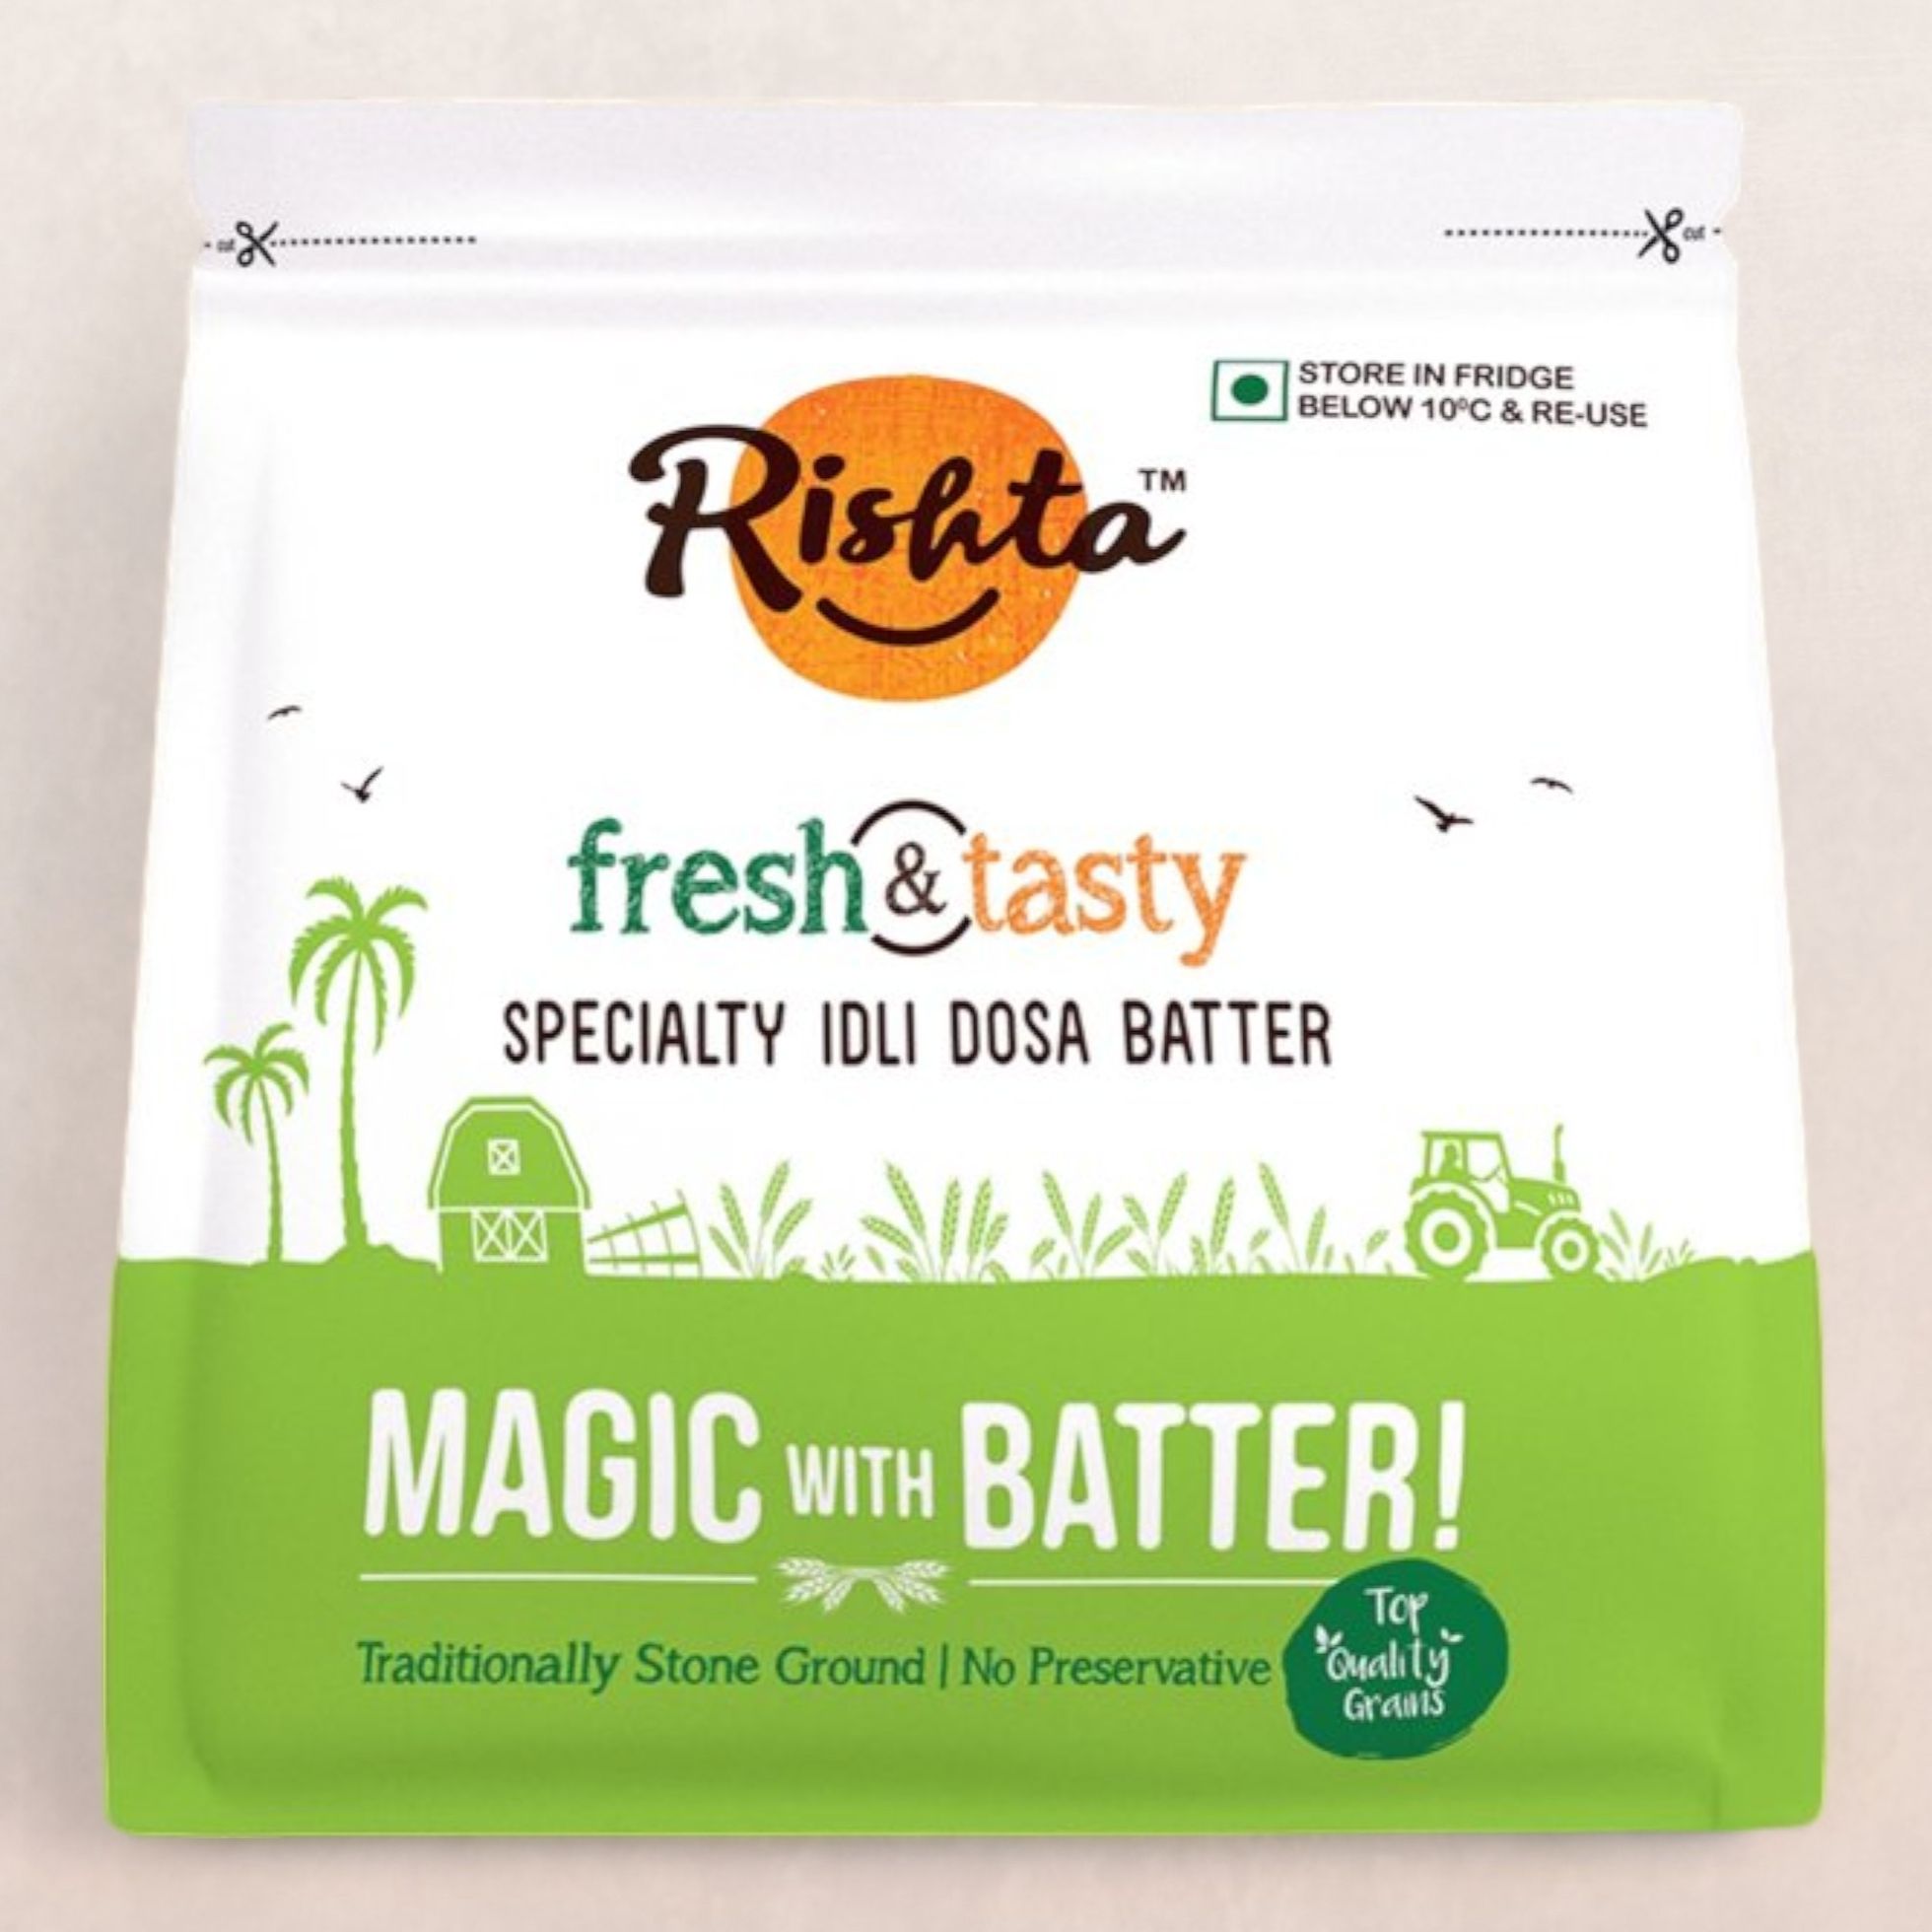 cut
cut
STORE IN FRIDGE
BELOW 10ºC & RE-USE
Rishta™
fresh & tasty
SPECIALTY IDLI DOSA BATTER
MAGIC WITH BATTER!
Traditionally Stone Ground | No Preservative
Top
Quality
Grains